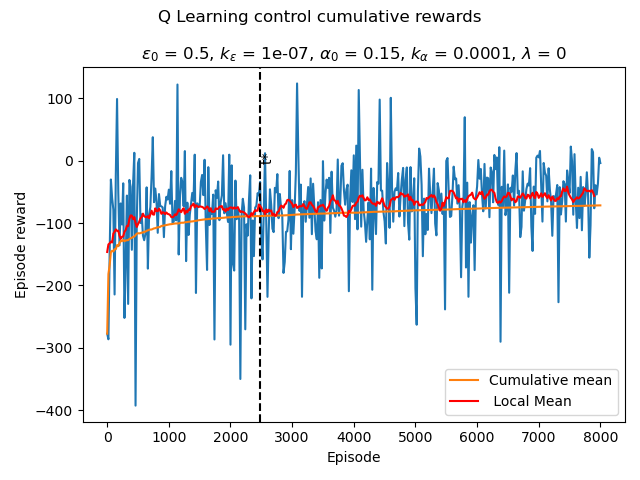 Q Learning control cumulative rewards
ε₀ = 0.5, kε = 1e-07, α₀ = 0.15, kα = 0.0001, λ = 0
Episode reward
100
0
−100
−200
−300
−400
0 1000 2000 3000 4000 5000 6000 7000 8000
Episode
Cumulative mean
Local Mean